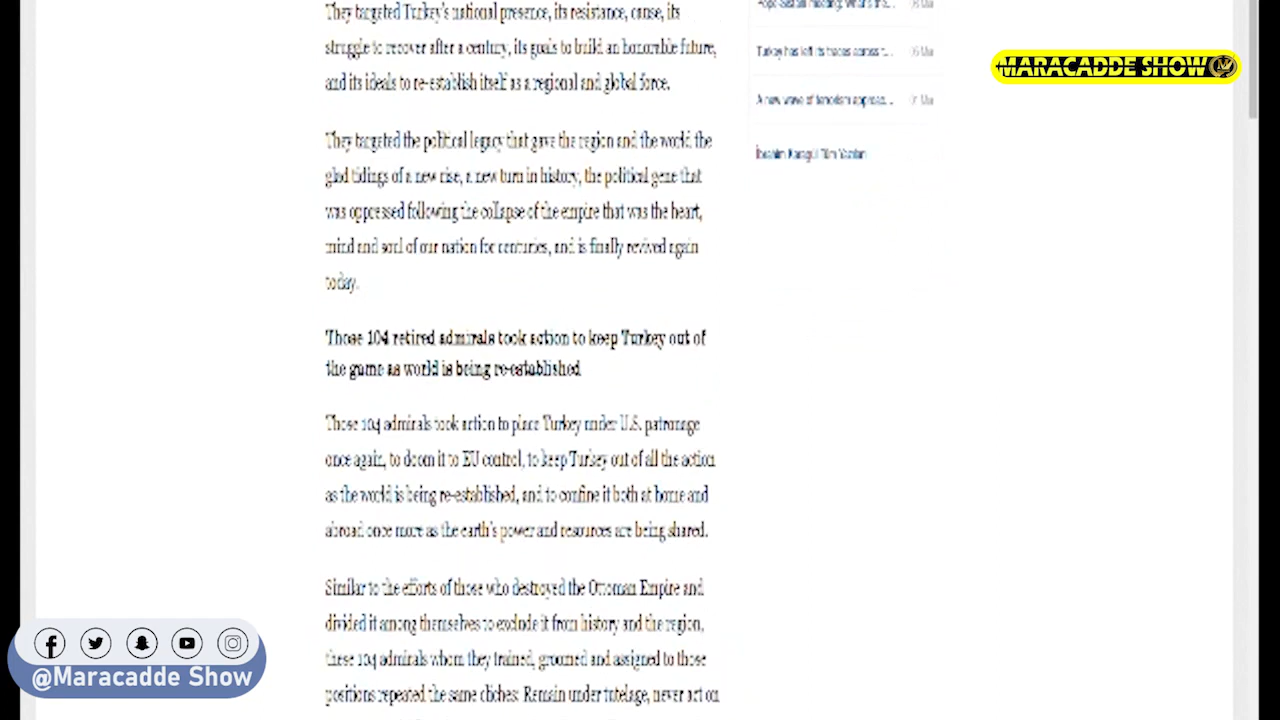 They targeted Turkey's national presence, its resistance, cause, its
struggle to recover after a century, its goals to build an honorable future,
and its ideals to re-establish itself as a regional and global force.
They targeted the political legacy that gave the region and the world the
glad tidings of a new rise, a new turn in history, the political gene that
was oppressed following the collapse of the empire that was the heart,
mind and soul of our nation for centuries, and is finally revived again
today.
Those 104 retired admirals took action to keep Turkey out of
the game as world is being re-established
Those 104 admirals took action to place Turkey under U.S. patronage
once again, to doom it to EU control, to keep Turkey out of all the action
as the world is being re-established, and to confine it both at home and
abroad once more as the earth's power and resources are being shared.
Similar to the efforts of those who destroyed the Ottoman Empire and
divided it among themselves to exclude it from history and the region,
these 104 admirals whom they trained, groomed and assigned to those
positions repeated the same cliches: Remain under tutelage, never act on
meeting: What's the...
Turkey has left its traces across t...
A new wave of terrorism approac...
İbrahim Karagül Tüm Yazıları
MARACADDE SHOW
@Maracadde Show